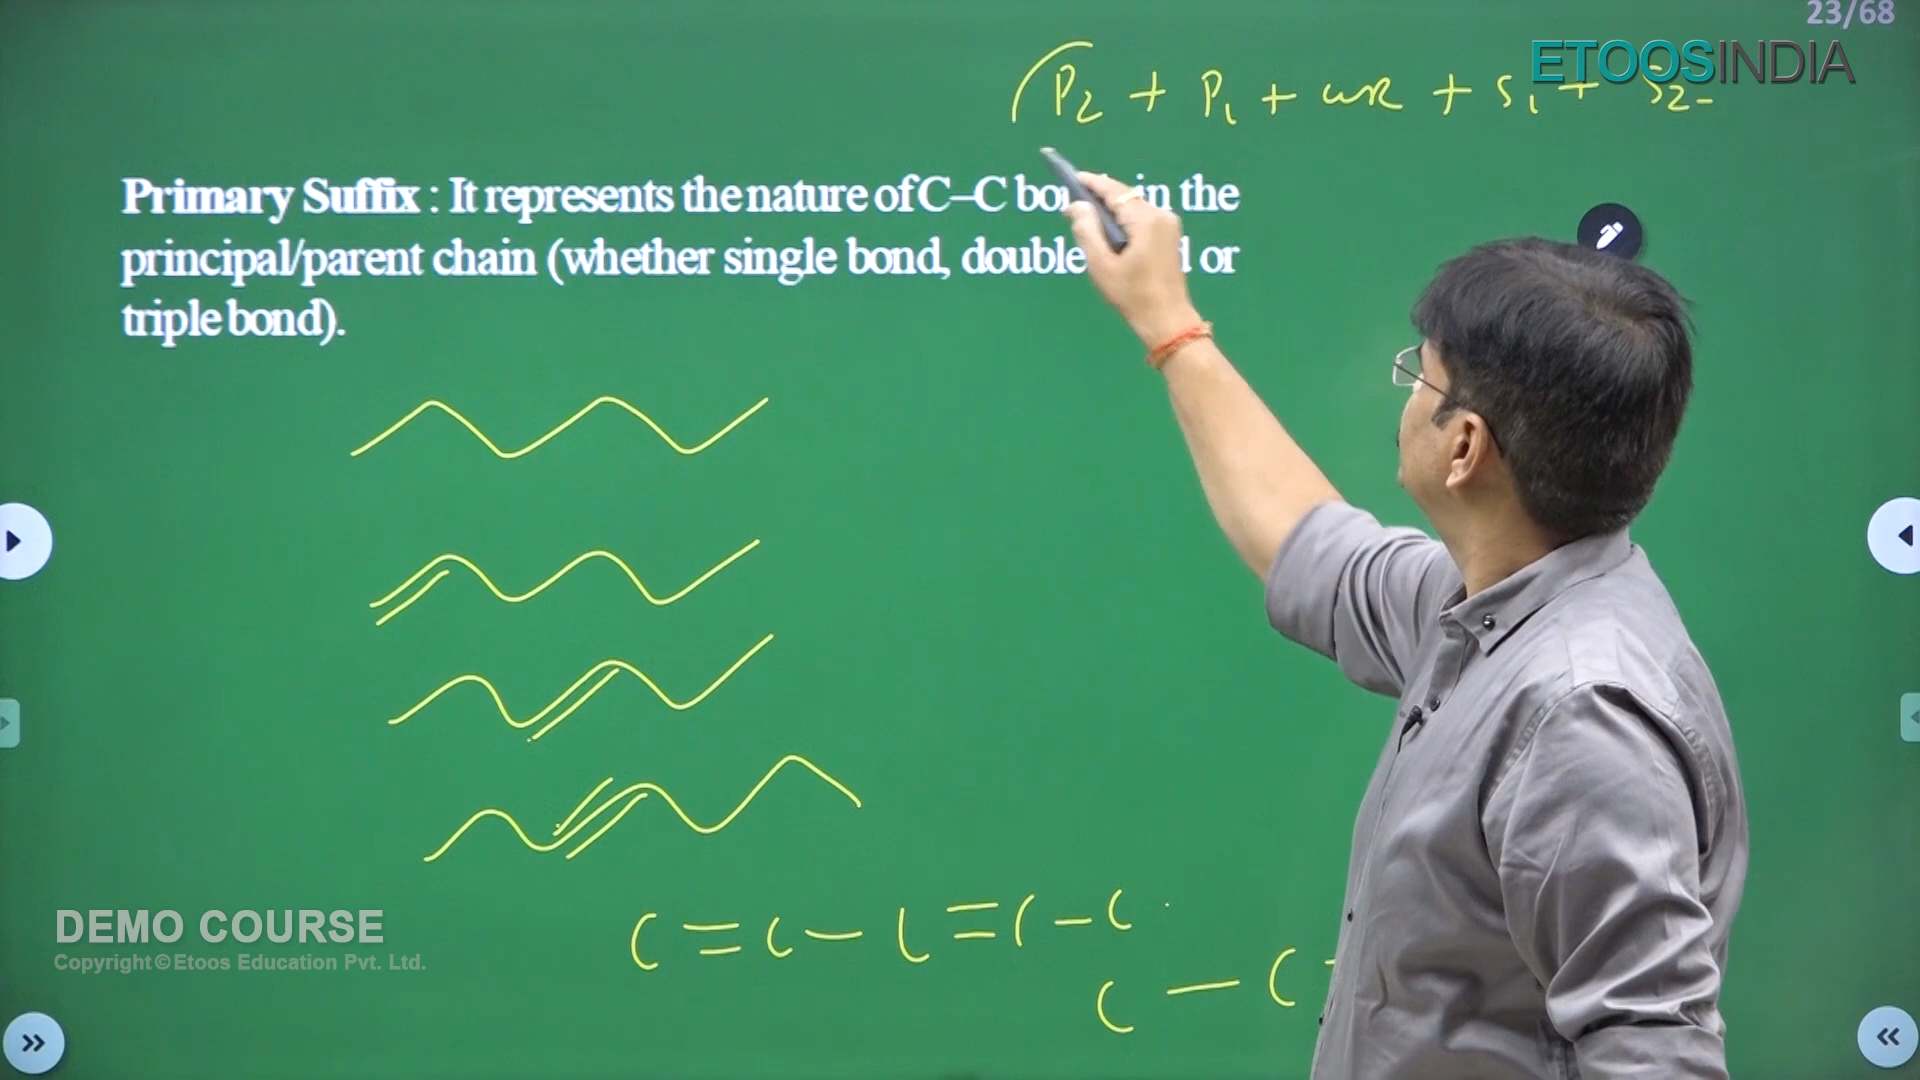 23/68
ETOOSINDIA
P2 + P1 + WR + S1 + S2
Primary Suffix : It represents the nature of C–C in the
principal/parent chain (whether single bond, double or
triple bond).
C = C – C = C – C
C – C
DEMO COURSE
Copyright © Etoos Education Pvt. Ltd.